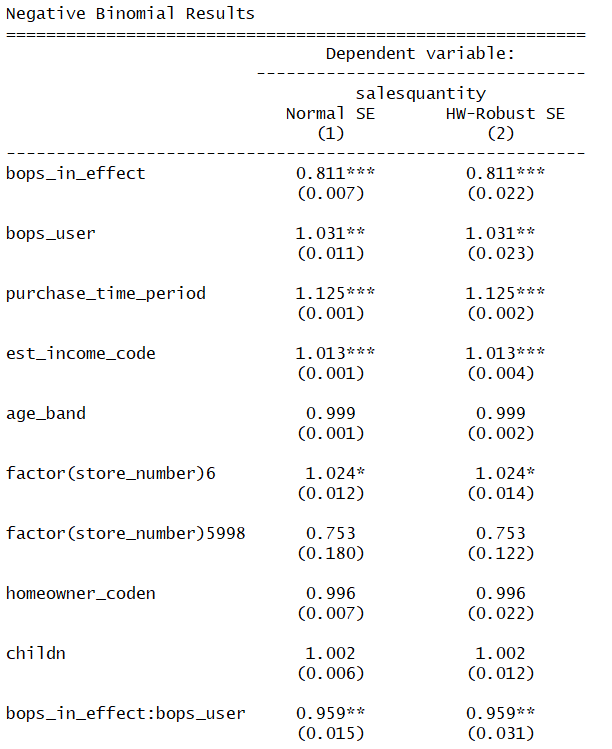 Negative Binomial Results
==========================================================
Dependent variable:
---------------------------------
salesquantity
Normal SE HW-Robust SE
(1) (2)
----------------------------------------------------------
bops_in_effect 0.811*** 0.811***
(0.007) (0.022)
bops_user 1.031** 1.031**
(0.011) (0.023)
purchase_time_period 1.125*** 1.125***
(0.001) (0.002)
est_income_code 1.013*** 1.013***
(0.001) (0.004)
age_band 0.999 0.999
(0.001) (0.002)
factor(store_number)6 1.024* 1.024*
(0.012) (0.014)
factor(store_number)5998 0.753 0.753
(0.180) (0.122)
homeowner_coden 0.996 0.996
(0.007) (0.022)
childn 1.002 1.002
(0.006) (0.012)
bops_in_effect:bops_user 0.959** 0.959**
(0.015) (0.031)